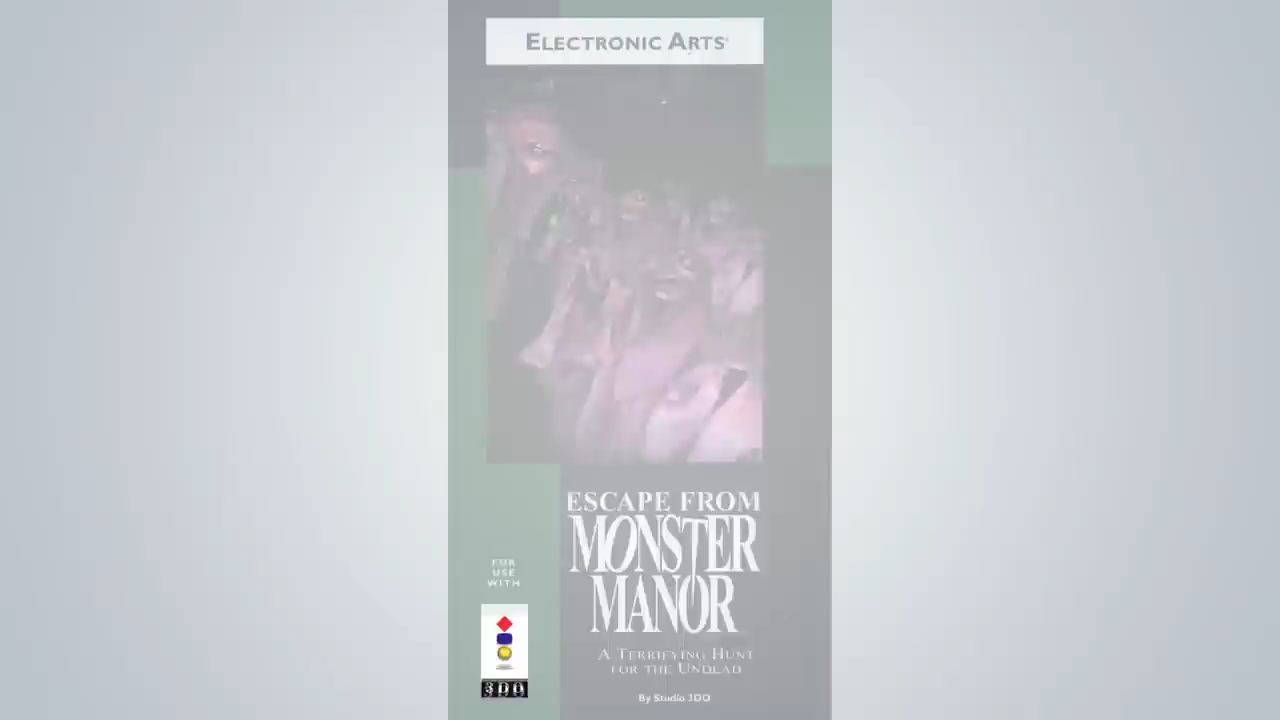 ELECTRONIC ARTS®
ESCAPE FROM
MONSTER
MANOR
FOR
USE
WITH
A TERRIFYING HUNT
FOR THE UNDEAD
3DO
By Studio 3DO